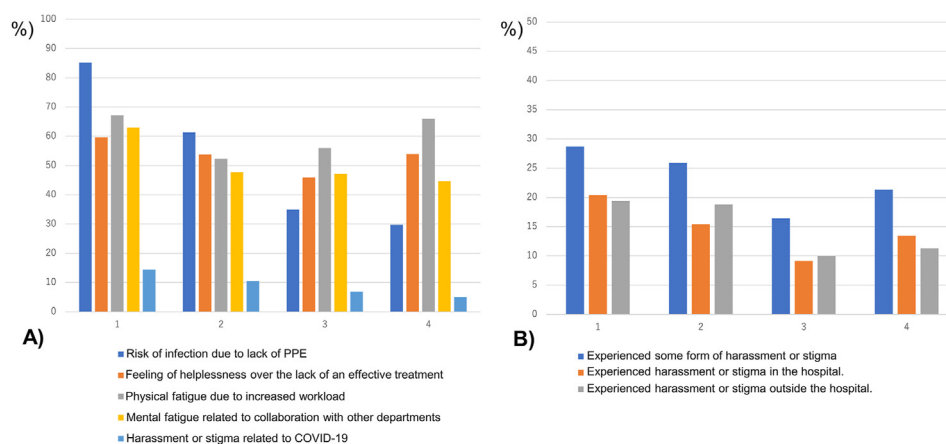 %)
100
90
80
70
60
50
40
30
20
10
0
1 2 3 4
A)
Risk of infection due to lack of PPE
Feeling of helplessness over the lack of an effective treatment
Physical fatigue due to increased workload
Mental fatigue related to collaboration with other departments
Harassment or stigma related to COVID-19
%)
50
45
40
35
30
25
20
15
10
5
0
1 2 3 4
B)
Experienced some form of harassment or stigma
Experienced harassment or stigma in the hospital.
Experienced harassment or stigma outside the hospital.